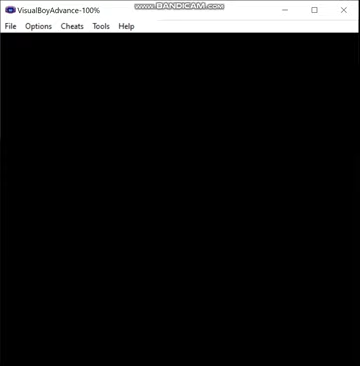 VisualBoyAdvance-100%
www.BANDICAM.com
File Options Cheats Tools Help